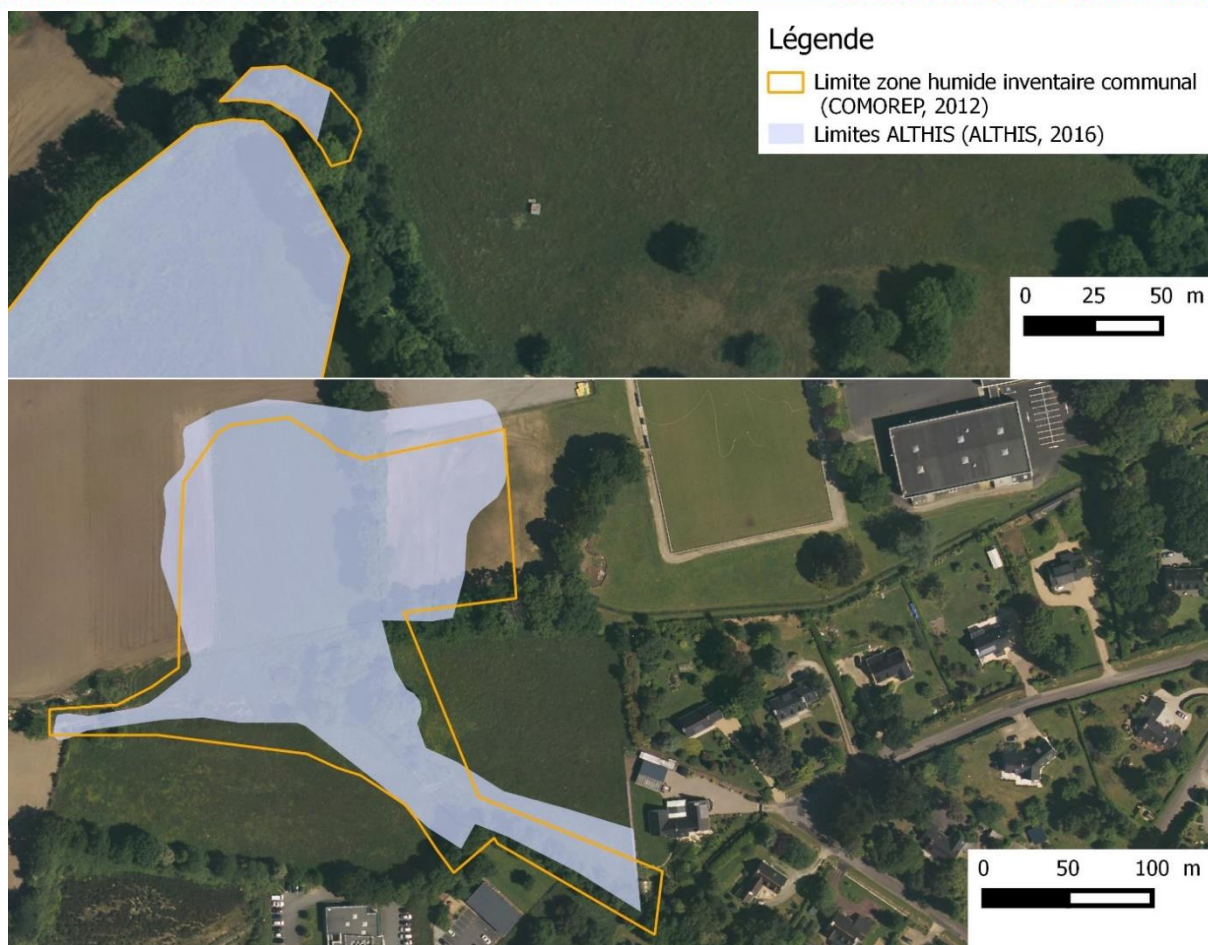 Légende
Limite zone humide inventaire communal
(COMOREP, 2012)
Limites ALTHIS (ALTHIS, 2016)
0 25 50 m
0 50 100 m